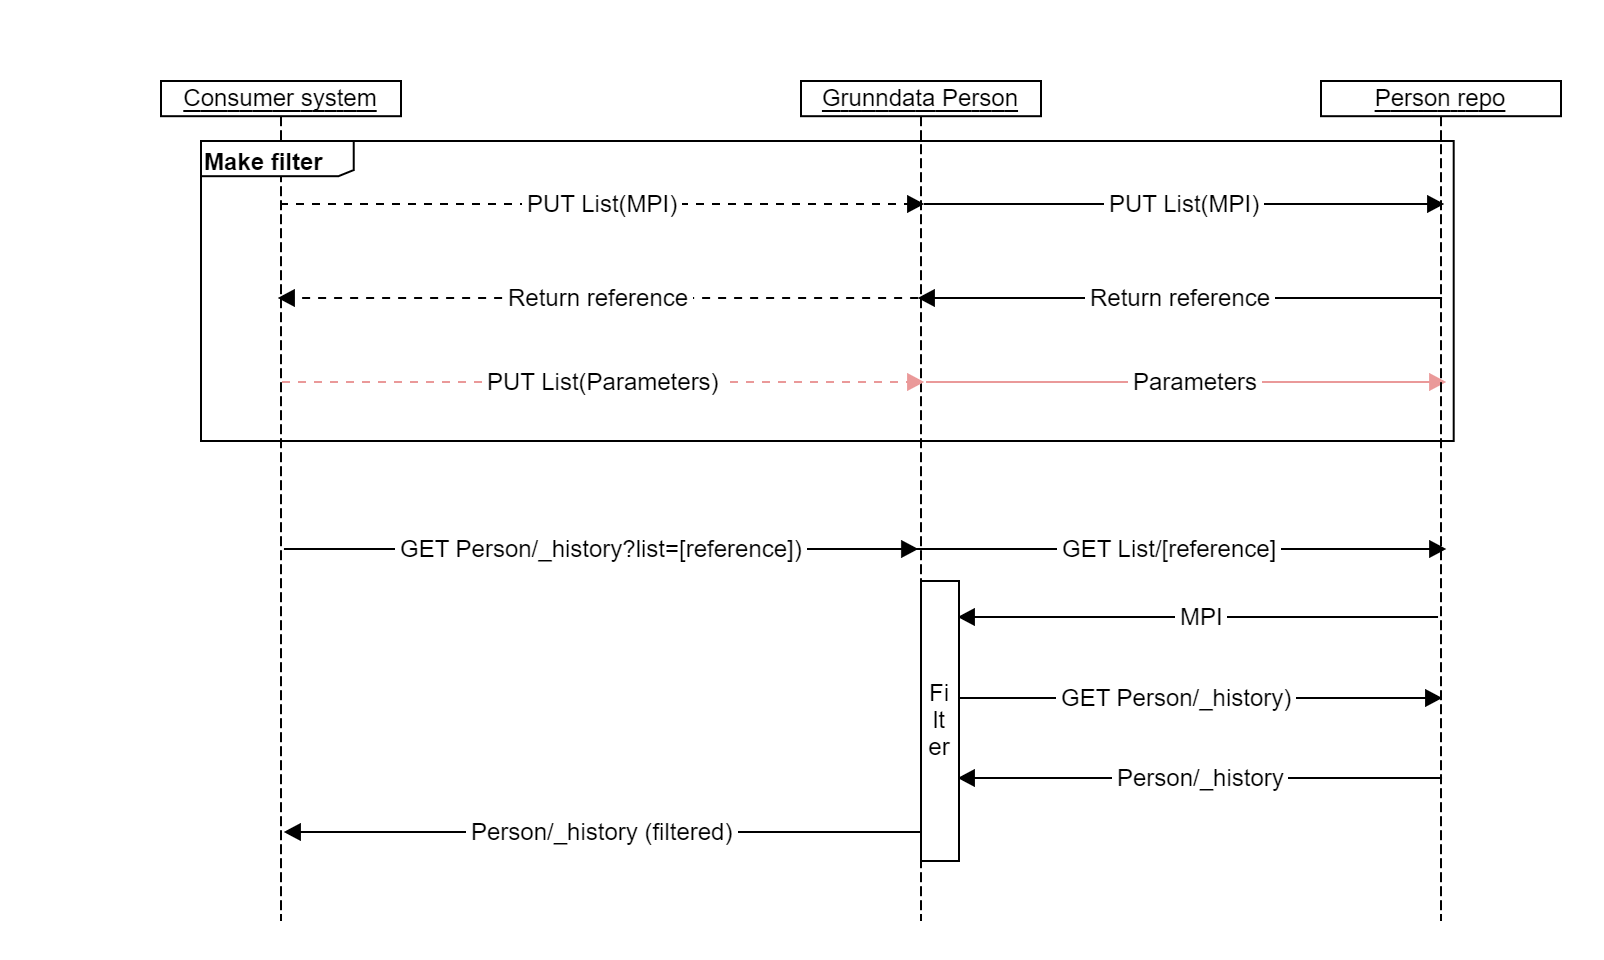 Consumer system
Grunndata Person
Person repo
Make filter
PUT List(MPI)
PUT List(MPI)
Return reference
Return reference
PUT List(Parameters)
Parameters
GET Person/_history?list=[reference])
GET List/[reference]
MPI
Fi
lt
er
GET Person/_history)
Person/_history
Person/_history (filtered)